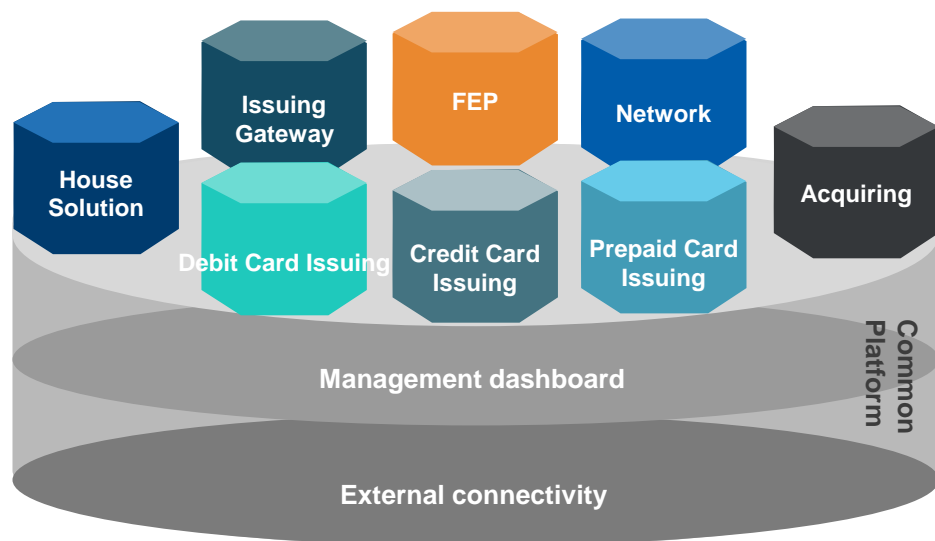 Issuing
Gateway
FEP
Network
House
Solution
Acquiring
Debit Card Issuing
Credit Card
Issuing
Prepaid Card
Issuing
Common
Platform
Management dashboard
External connectivity